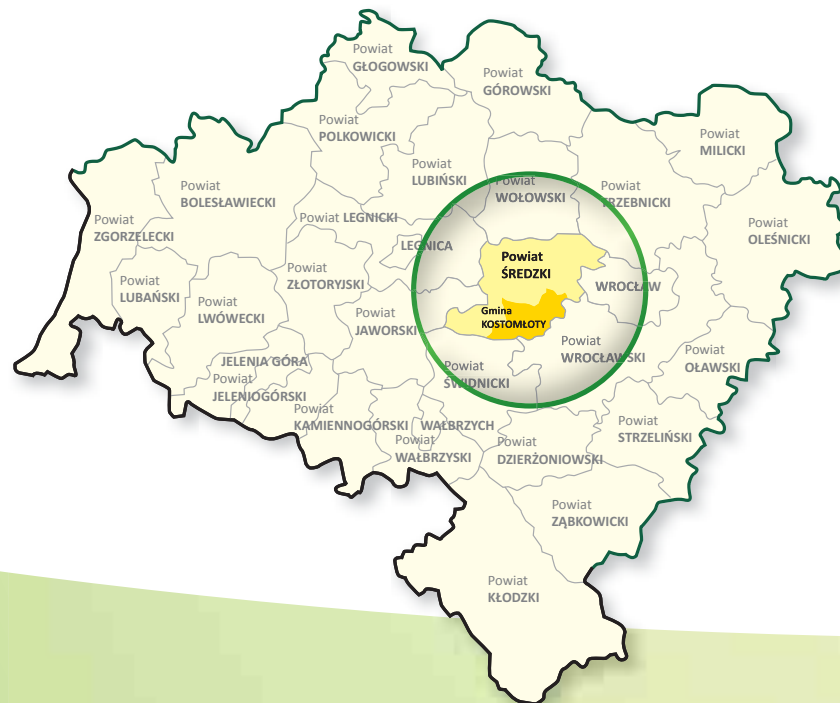 Powiat
GŁOGOWSKI
Powiat
GÓROWSKI
Powiat
POLKOWICKI
Powiat
MILICKI
Powiat
LUBIŃSKI
Powiat
WOŁOWSKI
Powiat
TRZEBNICKI
Powiat
BOLESŁAWIECKI
Powiat
ZGORZELECKI
Powiat LEGNICKI
LEGNICA
Powiat
OLEŚNICKI
Powiat
ŚREDZKI
Powiat
LUBAŃSKI
Powiat
ZŁOTORYJSKI
WROCŁAW
Powiat
LWÓWECKI
Gmina
KOSTOMŁOTY
Powiat
JAWORSKI
Powiat
WROCŁAWSKI
Powiat
OŁAWSKI
JELENIA GÓRA
Powiat
JELENIOGÓRSKI
Powiat
ŚWIDNICKI
Powiat
KAMIENNOGÓRSKI
WAŁBRZYCH
Powiat
WAŁBRZYSKI
Powiat
DZIERŻONIOWSKI
Powiat
STRZELIŃSKI
Powiat
ZĄBKOWICKI
Powiat
KŁODZKI